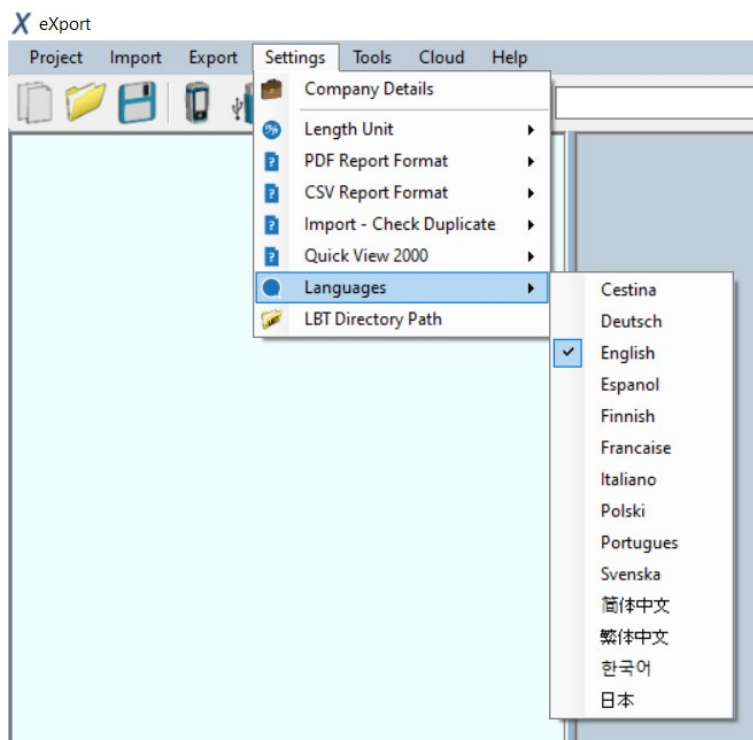 X eXport
Project Import Export Settings Tools Cloud Help
Company Details
Length Unit
PDF Report Format
CSV Report Format
Import - Check Duplicate
Quick View 2000
Languages
LBT Directory Path
Cestina
Deutsch
English
Espanol
Finnish
Francaise
Italiano
Polski
Portugues
Svenska
简体中文
繁体中文
한국어
日本